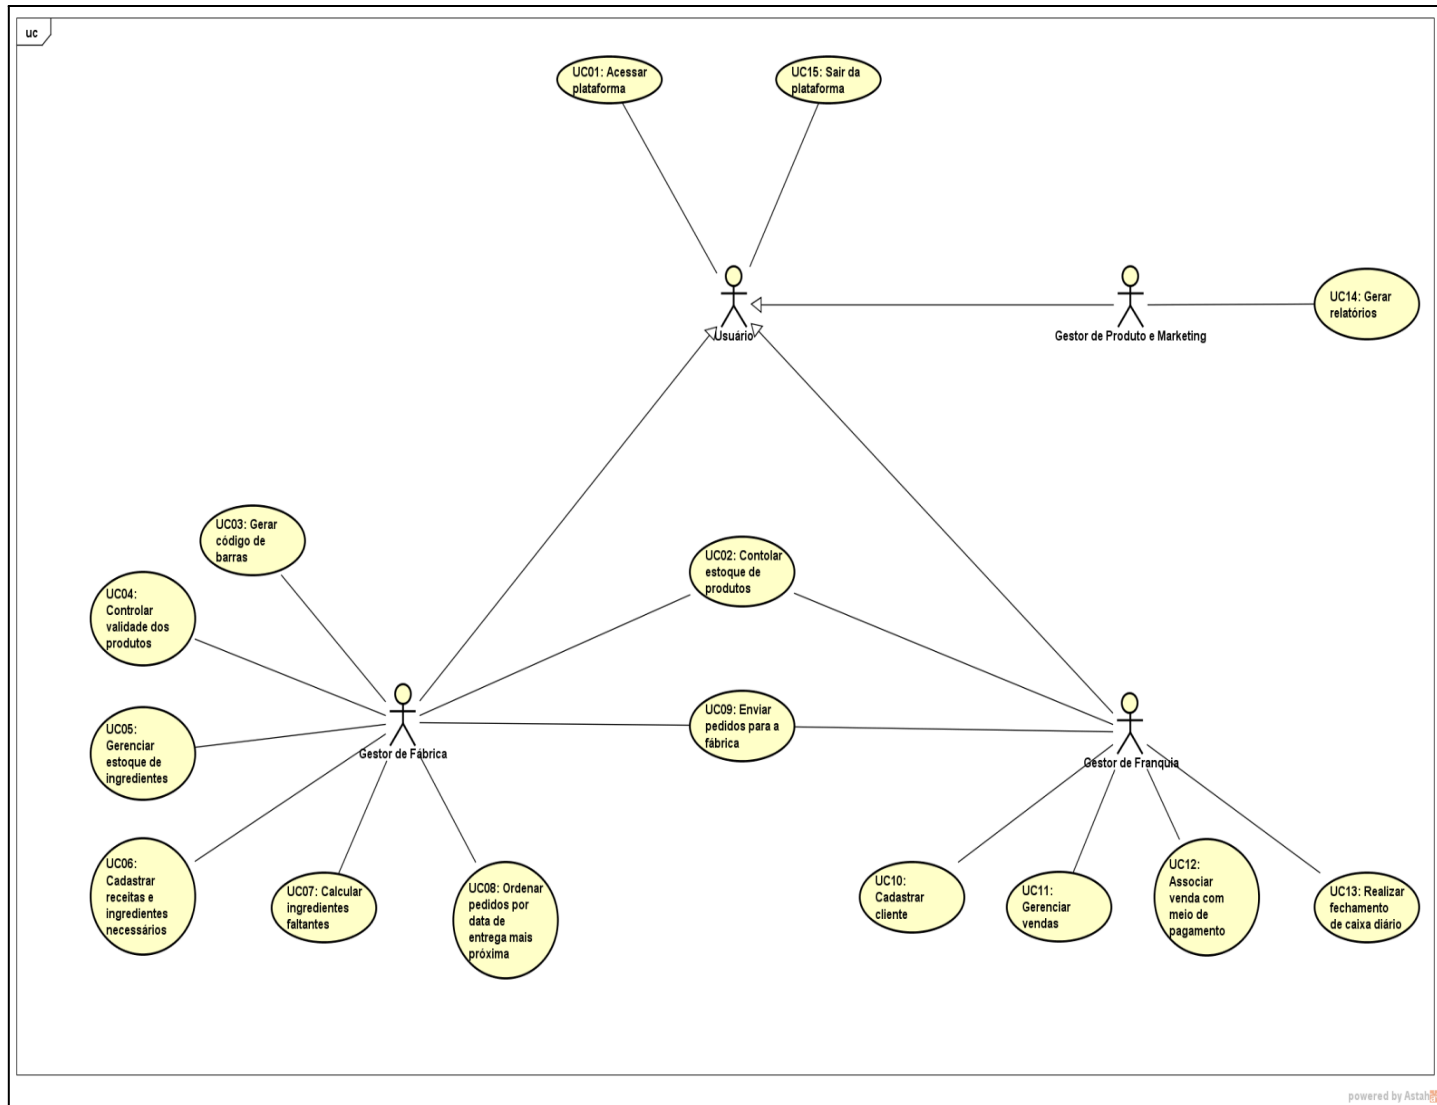 uc
UC01: Acessar
plataforma
UC15: Sair da
plataforma
Usuário
Gestor de Produto e Marketing
UC14: Gerar
relatórios
UC03: Gerar
código de
barras
UC02: Contolar
estoque de
produtos
UC04:
Controlar
validade dos
produtos
UC05:
Gerenciar
estoque de
ingredientes
Gestor de Fábrica
UC09: Enviar
pedidos para a
fábrica
Gestor de Franquia
UC06:
Cadastrar
receitas e
ingredientes
necessários
UC07: Calcular
ingredientes
faltantes
UC08: Ordenar
pedidos por
data de
entrega mais
próxima
UC10:
Cadastrar
cliente
UC11:
Gerenciar
vendas
UC12:
Associar
venda com
meio de
pagamento
UC13: Realizar
fechamento
de caixa diário
powered by Astah